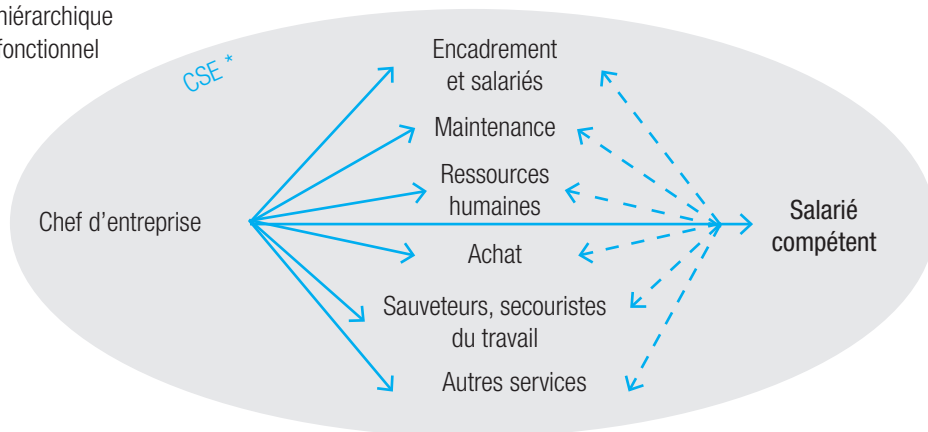 hiérarchique
fonctionnel
CSE *
Encadrement
et salariés
Maintenance
Ressources
humaines
Chef d’entreprise
Salarié
compétent
Achat
Sauveteurs, secouristes
du travail
Autres services